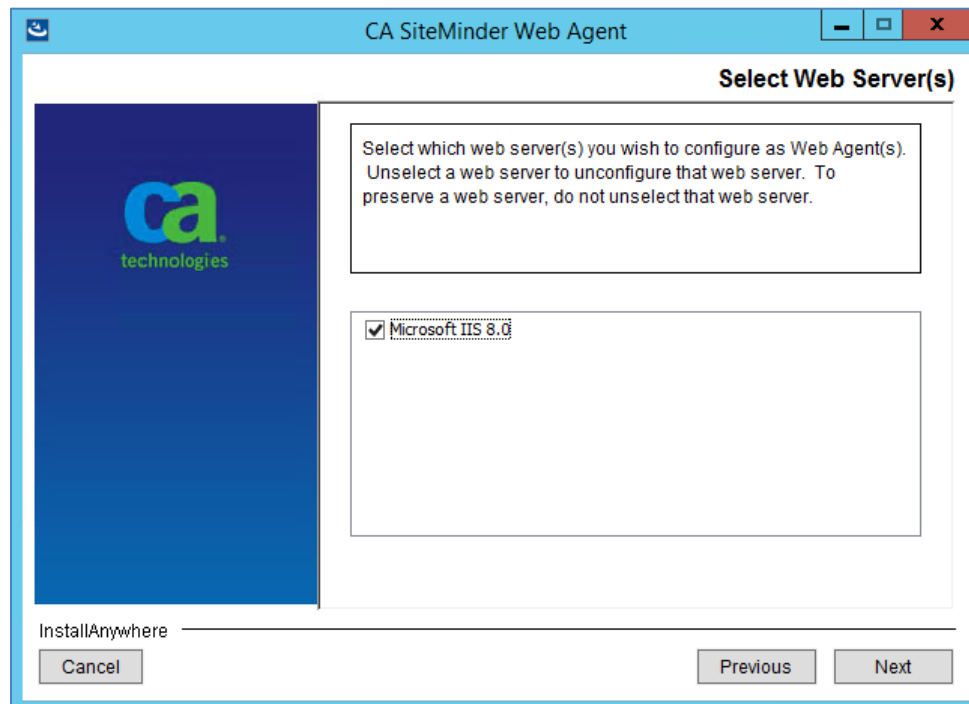 CA SiteMinder Web Agent
Select Web Server(s)
ca
technologies
Select which web server(s) you wish to configure as Web Agent(s).
Unselect a web server to unconfigure that web server. To
preserve a web server, do not unselect that web server.
Microsoft IIS 8.0
InstallAnywhere
Cancel
Previous
Next